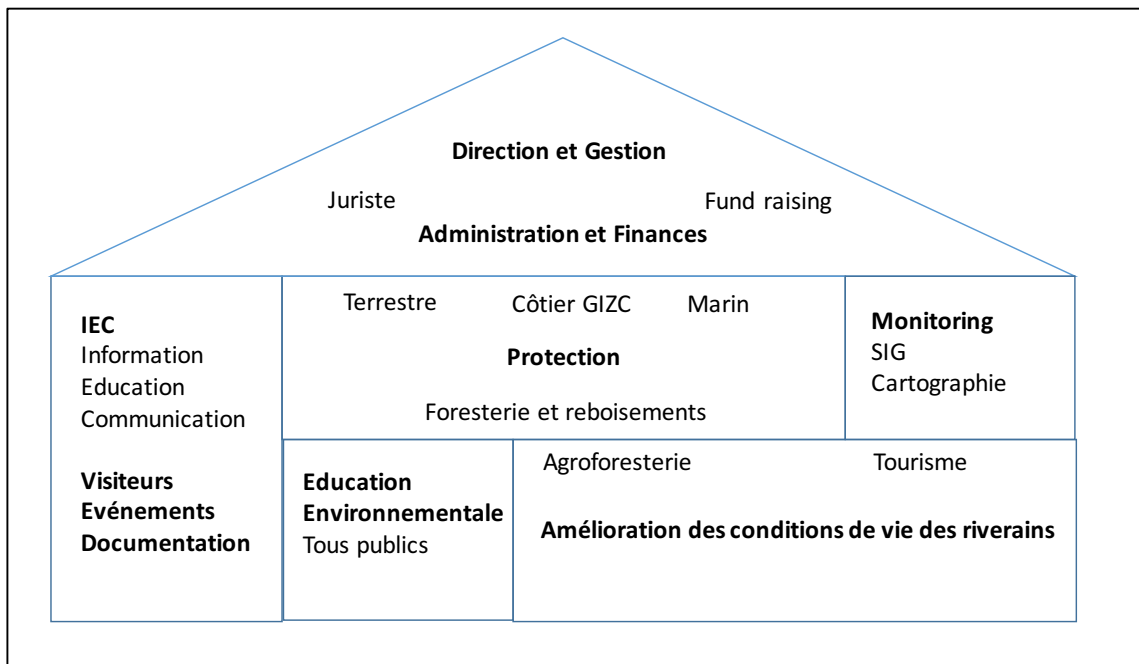 Direction et Gestion
Juriste
Fund raising
Administration et Finances
IEC
Information
Education
Communication
Visiteurs
Evénements
Documentation
Terrestre
Côtier GIZC
Marin
Protection
Foresterie et reboisements
Monitoring
SIG
Cartographie
Education
Environnementale
Tous publics
Agroforesterie
Tourisme
Amélioration des conditions de vie des riverains